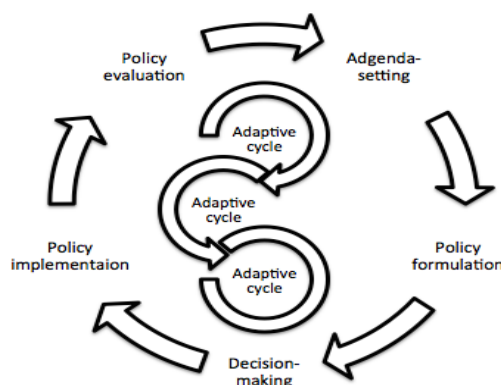 Policy
evaluation
Adgenda-
setting
Adaptive
cycle
Adaptive
cycle
Policy
implementaion
Policy
formulation
Adaptive
cycle
Decision-
making